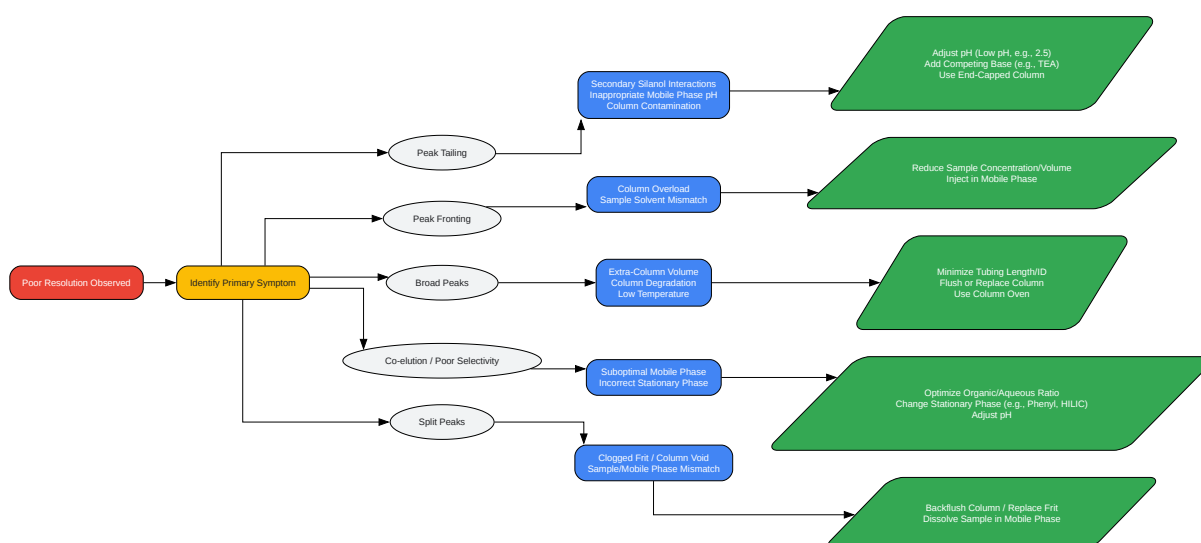 Poor Resolution Observed
Identify Primary Symptom
Peak Tailing
Secondary Silanol Interactions
Inappropriate Mobile Phase pH
Column Contamination
Adjust pH (Low pH, e.g., 2.5)
Add Competing Base (e.g., TEA)
Use End-Capped Column
Peak Fronting
Column Overload
Sample Solvent Mismatch
Reduce Sample Concentration/Volume
Inject in Mobile Phase
Broad Peaks
Extra-Column Volume
Column Degradation
Low Temperature
Minimize Tubing Length/ID
Flush or Replace Column
Use Column Oven
Co-elution / Poor Selectivity
Suboptimal Mobile Phase
Incorrect Stationary Phase
Optimize Organic/Aqueous Ratio
Change Stationary Phase (e.g., Phenyl, HILIC)
Adjust pH
Split Peaks
Clogged Frit / Column Void
Sample/Mobile Phase Mismatch
Backflush Column / Replace Frit
Dissolve Sample in Mobile Phase